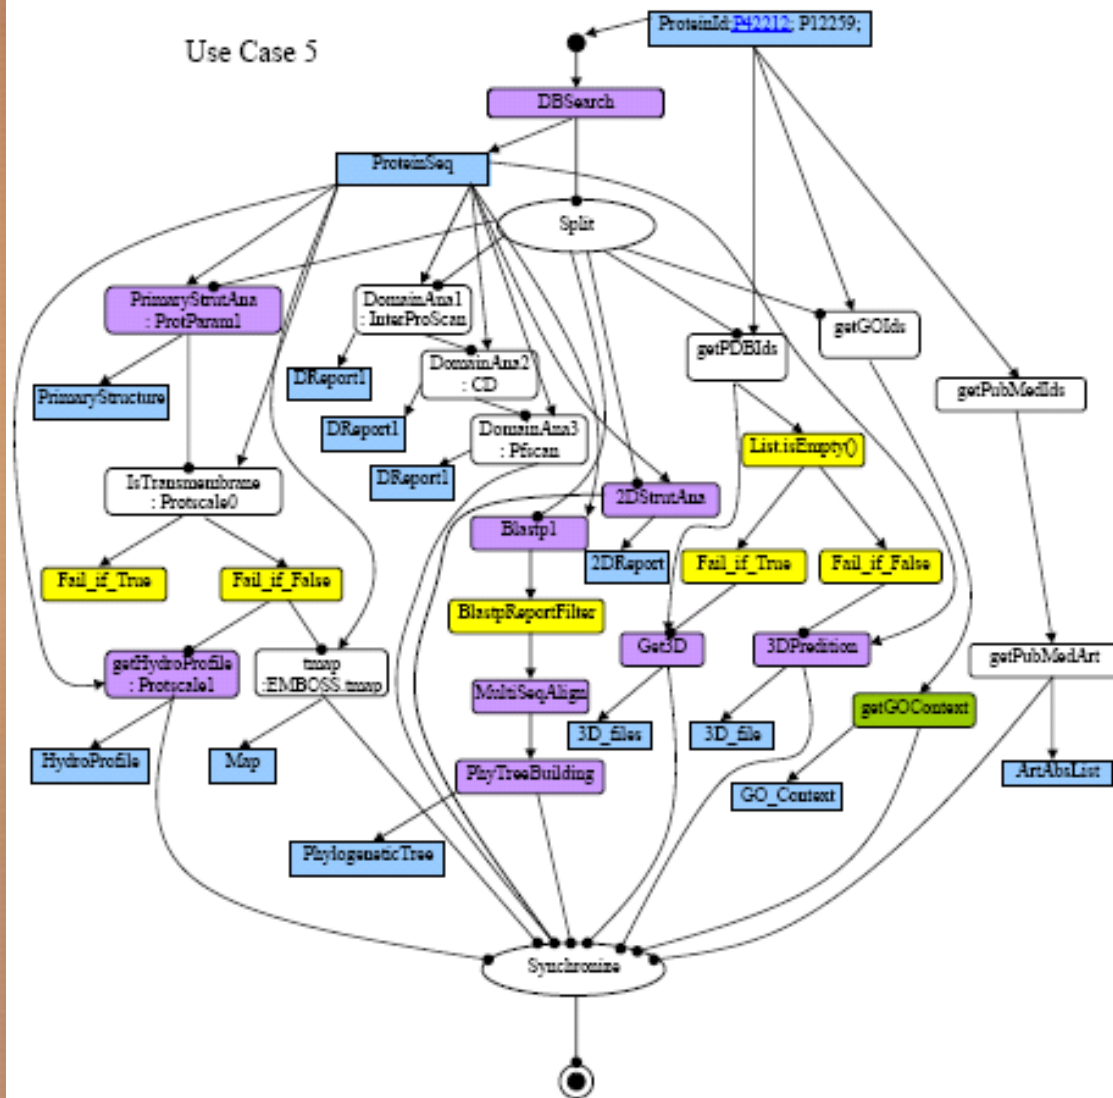 ProteinId:P42212; P12259;
Use Case 5
DBSearch
ProteinSeq
Split
PrimaryStrutAna
: ProtParam1
DomainAna1
: InterProScan
getGOIds
getPDBIds
DomainAna2
: CD
DReport1
PrimaryStructure
getPubMedIds
DReport1
DomainAna3
: Pfscan
List.isEmpty()
DReport1
IsTransmembrane
: Protscale0
2DStrutAna
Blastp1
2DReport
Fail_if_True
Fail_if_False
Fail_if_True
Fail_if_False
BlastpReportFilter
getHydroProfile
: Protscale1
tmap
:EMBOSS.tmap
Get3D
3DPredition
getPubMedArt
MultiSeqAlign
getGOContext
3D_files
3D_file
HydroProfile
Map
PhyTreeBuilding
ArtAbsList
GO_Context
PhylogeneticTree
Synchronize